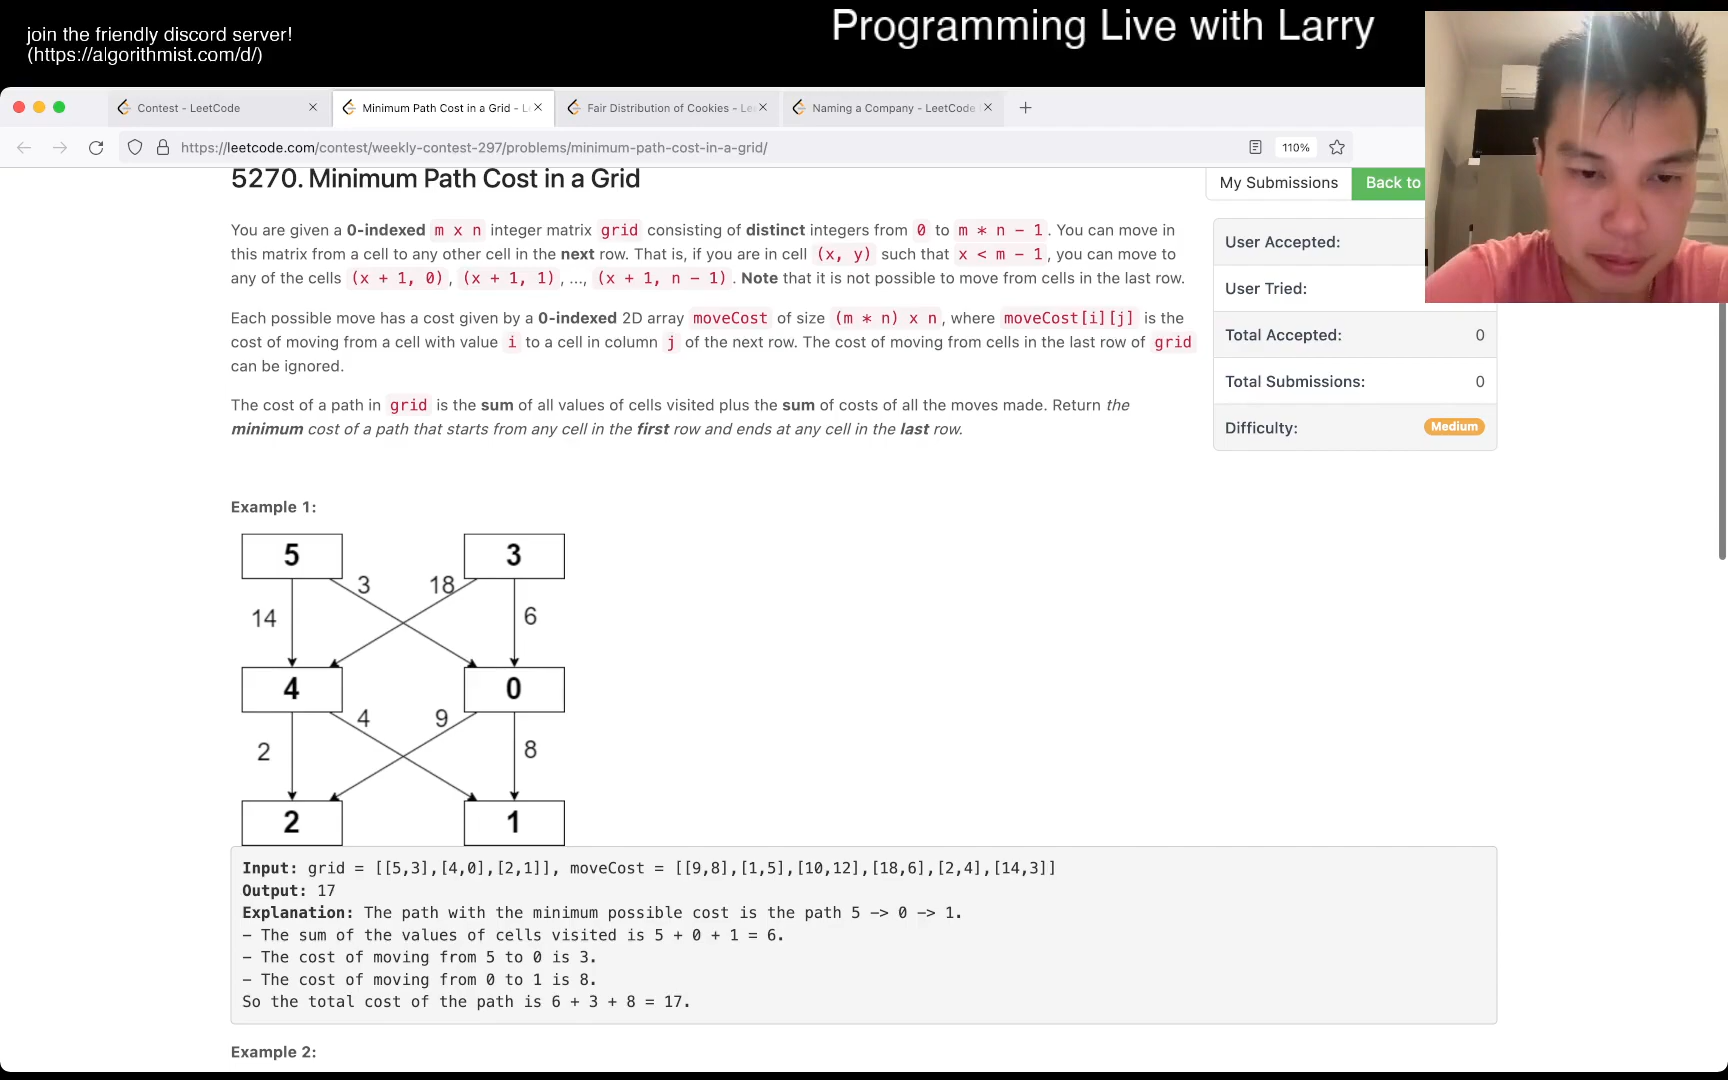 join the friendly discord server!
(https://algorithmist.com/d/)
Programming Live with Larry
Contest - LeetCode
Minimum Path Cost in a Grid - L
Fair Distribution of Cookies - Le
Naming a Company - LeetCode
https://leetcode.com/contest/weekly-contest-297/problems/minimum-path-cost-in-a-grid/
110%
5270. Minimum Path Cost in a Grid
My Submissions
Back to
You are given a 0-indexed m x n integer matrix grid consisting of distinct integers from 0 to m * n - 1. You can move in
this matrix from a cell to any other cell in the next row. That is, if you are in cell (x, y) such that x < m - 1, you can move to
any of the cells (x + 1, 0), (x + 1, 1), ..., (x + 1, n - 1). Note that it is not possible to move from cells in the last row.
Each possible move has a cost given by a 0-indexed 2D array moveCost of size (m * n) x n, where moveCost[i][j] is the
cost of moving from a cell with value i to a cell in column j of the next row. The cost of moving from cells in the last row of grid
can be ignored.
The cost of a path in grid is the sum of all values of cells visited plus the sum of costs of all the moves made. Return the
minimum cost of a path that starts from any cell in the first row and ends at any cell in the last row.
User Accepted:
User Tried:
Total Accepted: 0
Total Submissions: 0
Difficulty: Medium
Example 1:
5 3
3 18
14 6
4 0
4 9
2 8
2 1
Input: grid = [[5,3],[4,0],[2,1]], moveCost = [[9,8],[1,5],[10,12],[18,6],[2,4],[14,3]]
Output: 17
Explanation: The path with the minimum possible cost is the path 5 -> 0 -> 1.
- The sum of the values of cells visited is 5 + 0 + 1 = 6.
- The cost of moving from 5 to 0 is 3.
- The cost of moving from 0 to 1 is 8.
So the total cost of the path is 6 + 3 + 8 = 17.
Example 2: